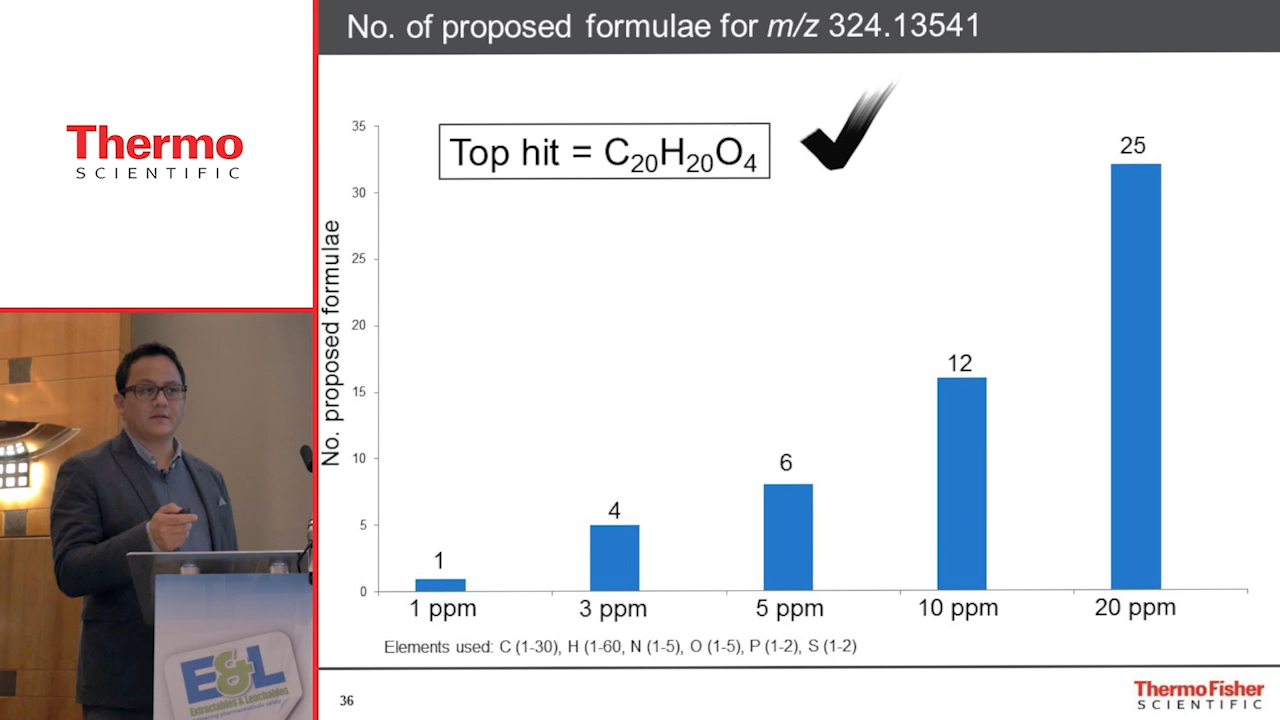 No. of proposed formulae for m/z 324.13541
Thermo
SCIENTIFIC
Top hit = C₂₀H₂₀O₄
No. proposed formulae
35
30
25
20
15
10
5
0
1
4
6
12
25
1 ppm
3 ppm
5 ppm
10 ppm
20 ppm
Elements used: C (1-30), H (1-60, N (1-5), O (1-5), P (1-2), S (1-2)
36
ThermoFisher
SCIENTIFIC
E&L
Extractables & Leachables